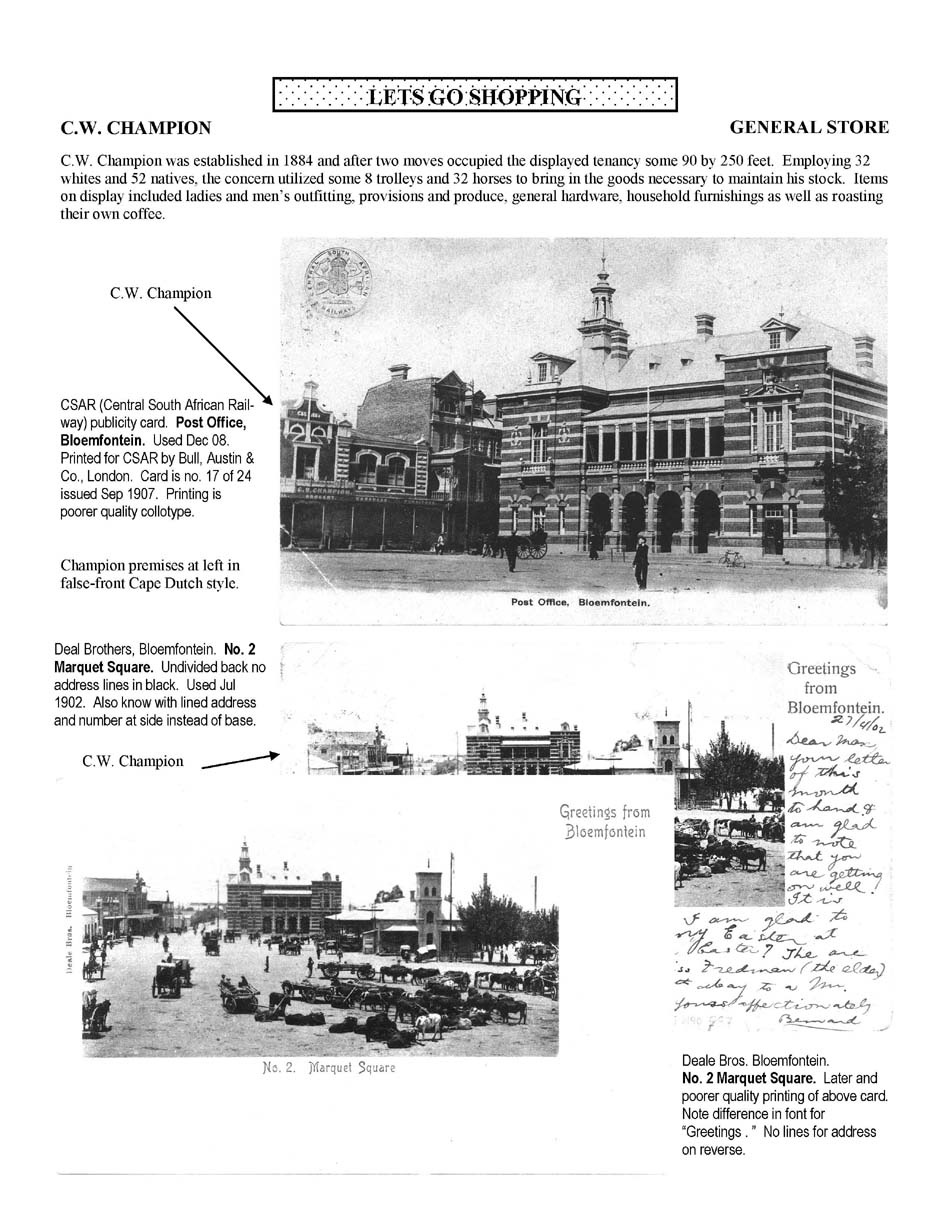 LETS GO SHOPPING
C.W. CHAMPION
GENERAL STORE
C.W. Champion was established in 1884 and after two moves occupied the displayed tenancy some 90 by 250 feet. Employing 32
whites and 52 natives, the concern utilized some 8 trolleys and 32 horses to bring in the goods necessary to maintain his stock. Items
on display included ladies and men's outfitting, provisions and produce, general hardware, household furnishings as well as roasting
their own coffee.
CENTRAL SOUTH AFRICAN RAILWAYS
C.W. Champion
C.W. CHAMPION
CSAR (Central South African Rail-
way) publicity card. Post Office,
Bloemfontein. Used Dec 08.
Printed for CSAR by Bull, Austin &
Co., London. Card is no. 17 of 24
issued Sep 1907. Printing is
poorer quality collotype.
Champion premises at left in
false-front Cape Dutch style.
Post Office, Bloemfontein.
Deal Brothers, Bloemfontein. No. 2
Marquet Square. Undivided back no
address lines in black. Used Jul
1902. Also know with lined address
and number at side instead of base.
C.W. Champion
Greetings
from
Bloemfontein.
27/4/02
Dear Man
your letter
of this
month
to hand &
am glad
to note
that you
are getting
on well!
It is
I am glad to
ny Easter at
Easter? The are
iss Fredman (the elder)
away to a Mr.
yours affectionately
Bernard
Greetings from
Bloemfontein
Deale Bros. Bloemfontein
No. 2. Marquet Square
Deale Bros. Bloemfontein.
No. 2 Marquet Square. Later and
poorer quality printing of above card.
Note difference in font for
"Greetings . " No lines for address
on reverse.